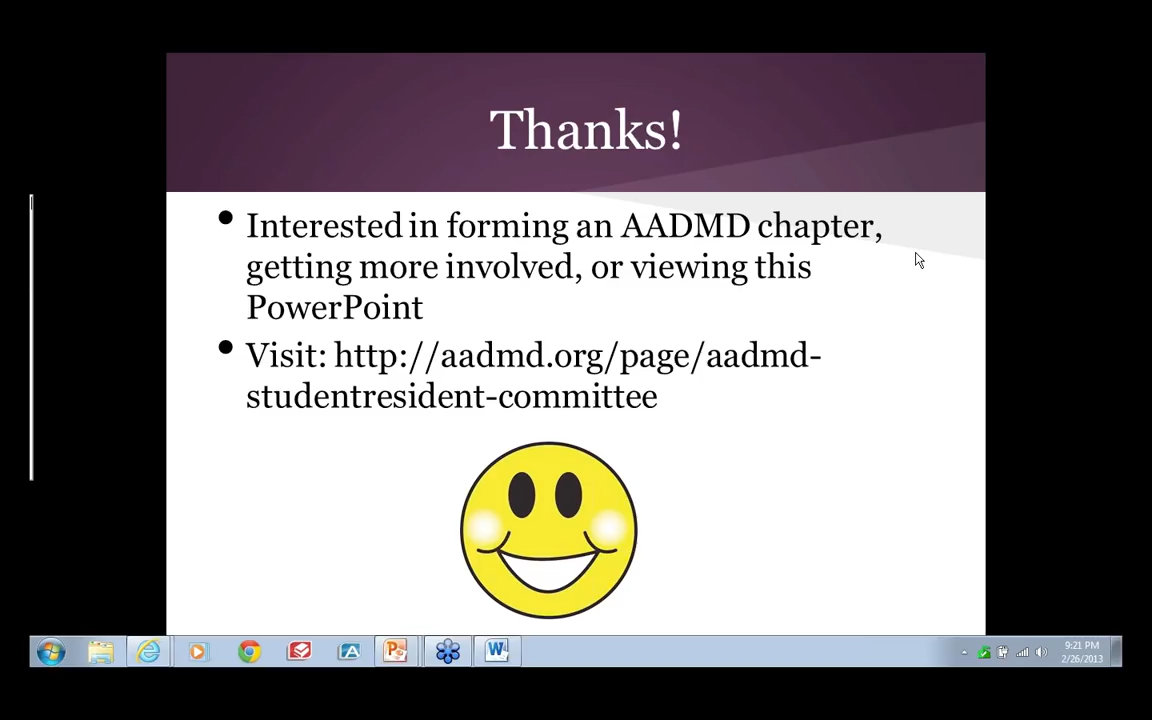 Thanks!
• Interested in forming an AADMD chapter,
getting more involved, or viewing this
PowerPoint
• Visit: http://aadmd.org/page/aadmd-
studentresident-committee
9:21 PM
2/26/2013